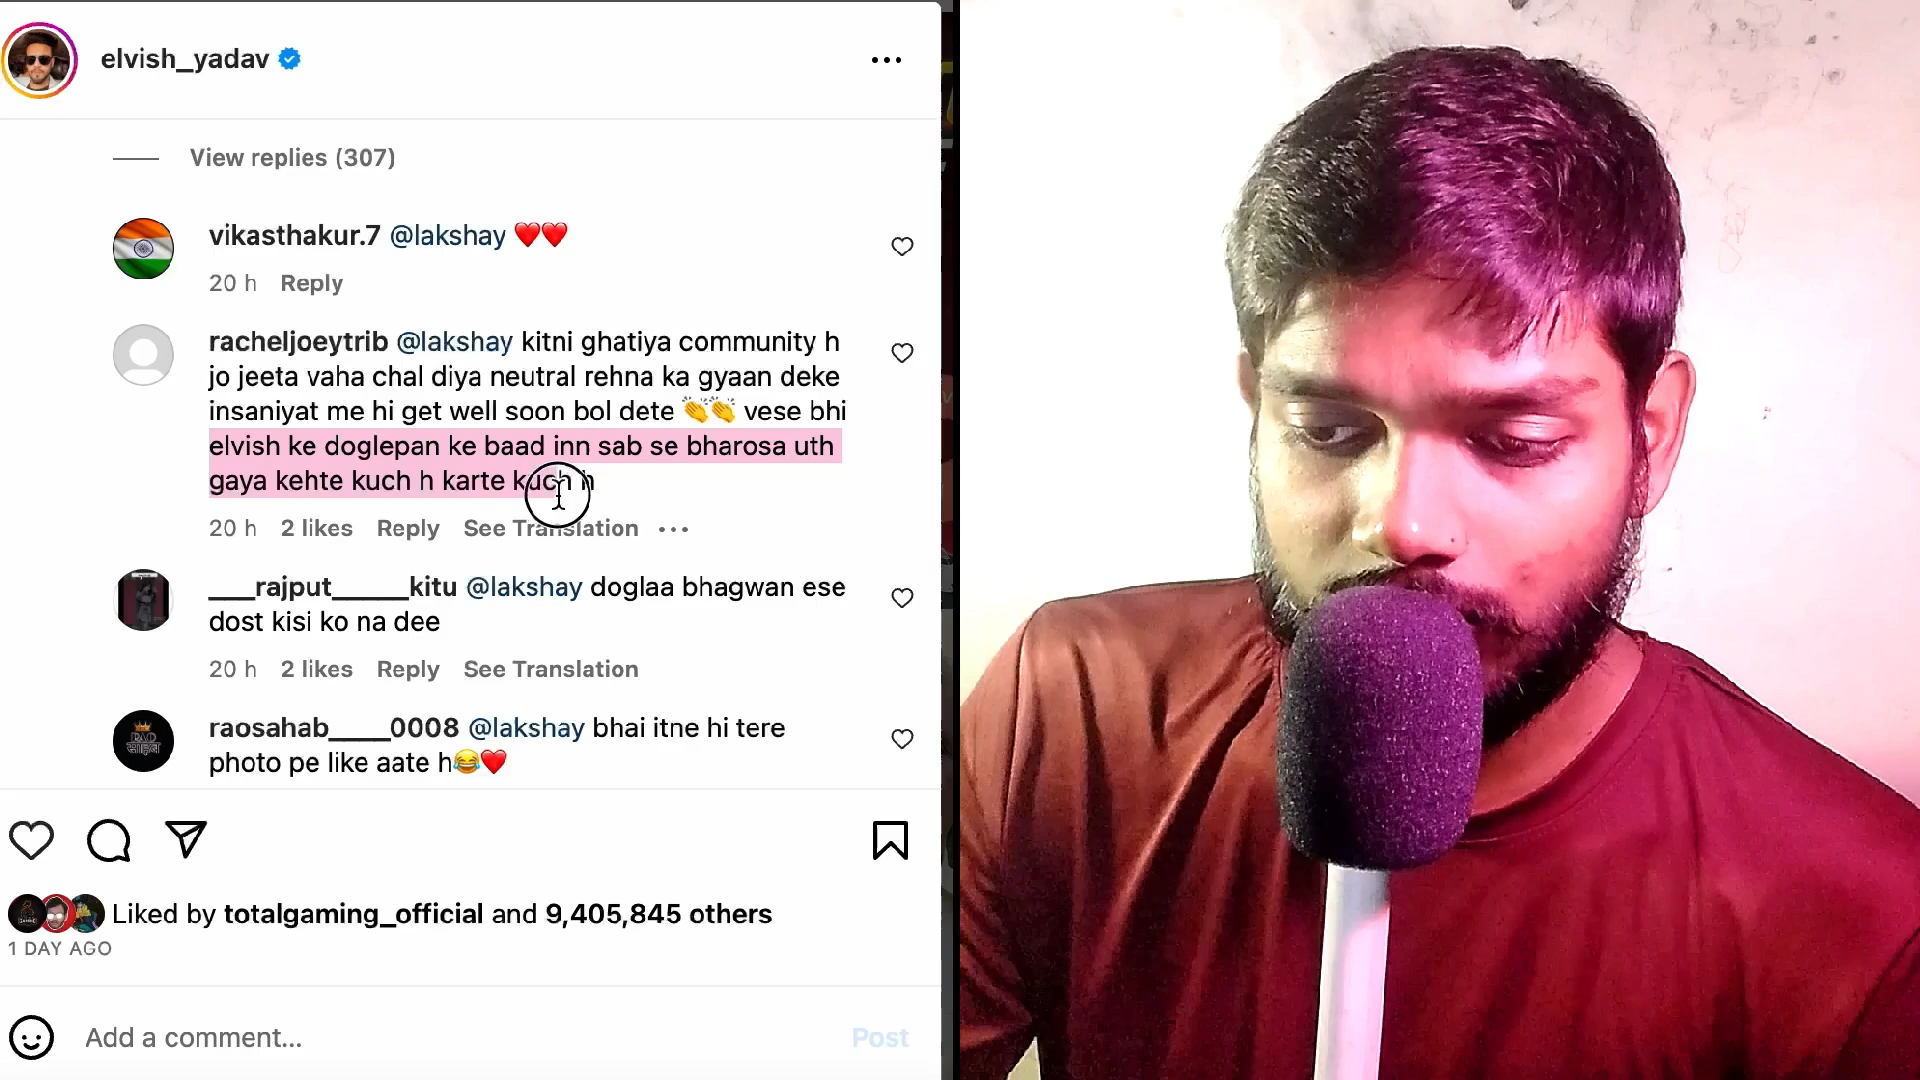 elvish_yadav
View replies (307)
vikasthakur.7 @lakshay ❤️❤️
20 h Reply
racheljoeytrib @lakshay kitni ghatiya community h
jo jeeta vaha chal diya neutral rehna ka gyaan deke
insaniyat me hi get well soon bol dete 👏👏 vese bhi
elvish ke doglepan ke baad inn sab se bharosa uth
gaya kehte kuch h karte kuch h
20 h 2 likes Reply See Translation
___rajput_____kitu @lakshay doglaa bhagwan ese
dost kisi ko na dee
20 h 2 likes Reply See Translation
raosahab____0008 @lakshay bhai itne hi tere
photo pe like aate h😂❤️
Liked by totalgaming_official and 9,405,845 others
1 DAY AGO
Add a comment...
Post